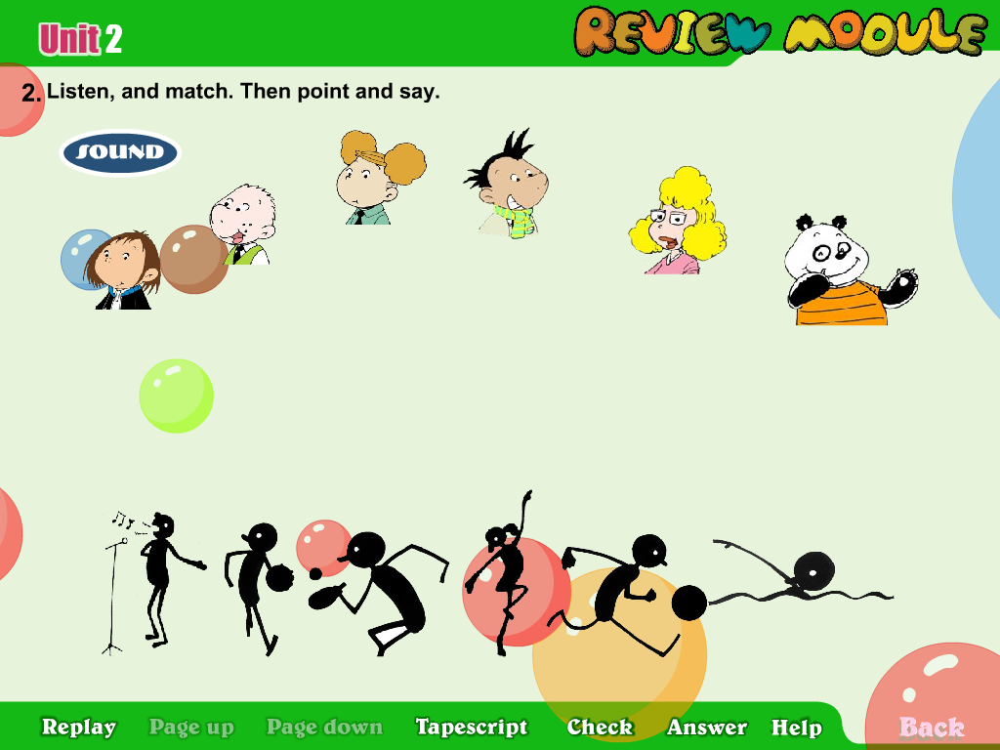 Unit 2
REVIEW MODULE
2. Listen, and match. Then point and say.
SOUND
Replay Page up Page down Tapescript Check Answer Help Back